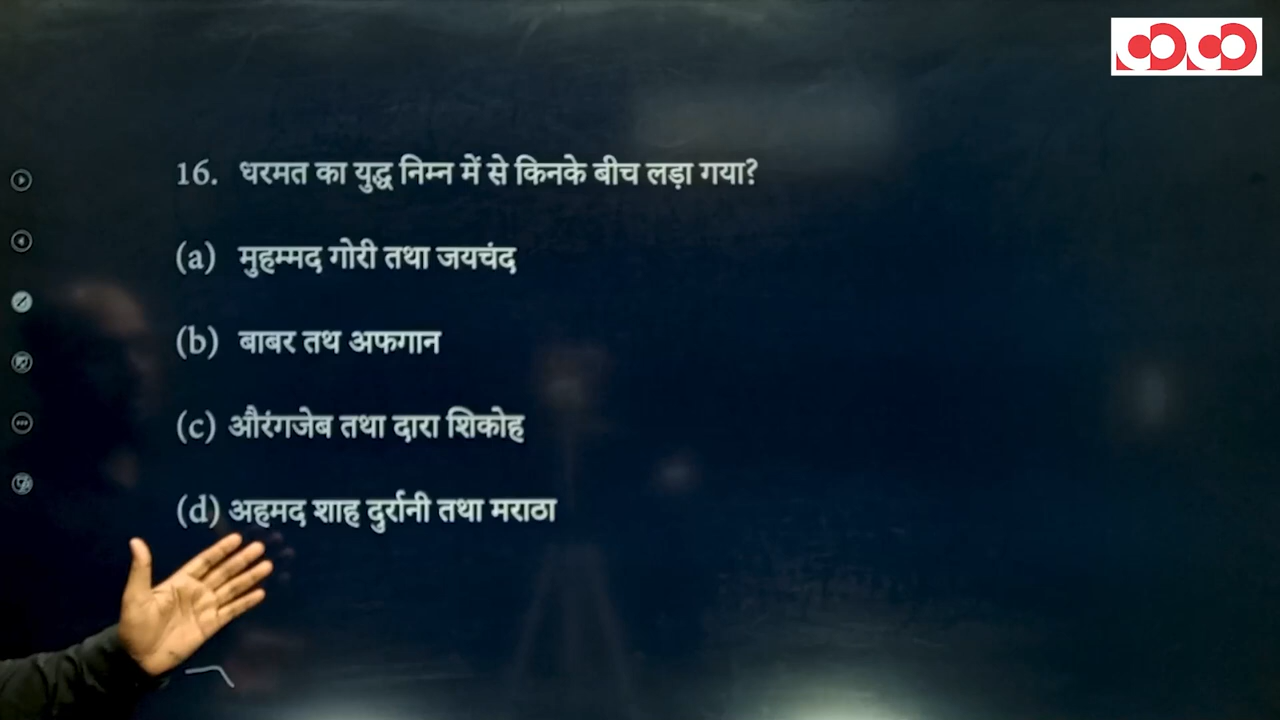 16. धरमत का युद्ध निम्न में से किनके बीच लड़ा गया?
(a) मुहम्मद गोरी तथा जयचंद
(b) बाबर तथ अफगान
(c) औरंगजेब तथा दारा शिकोह
(d) अहमद शाह दुर्रानी तथा मराठा